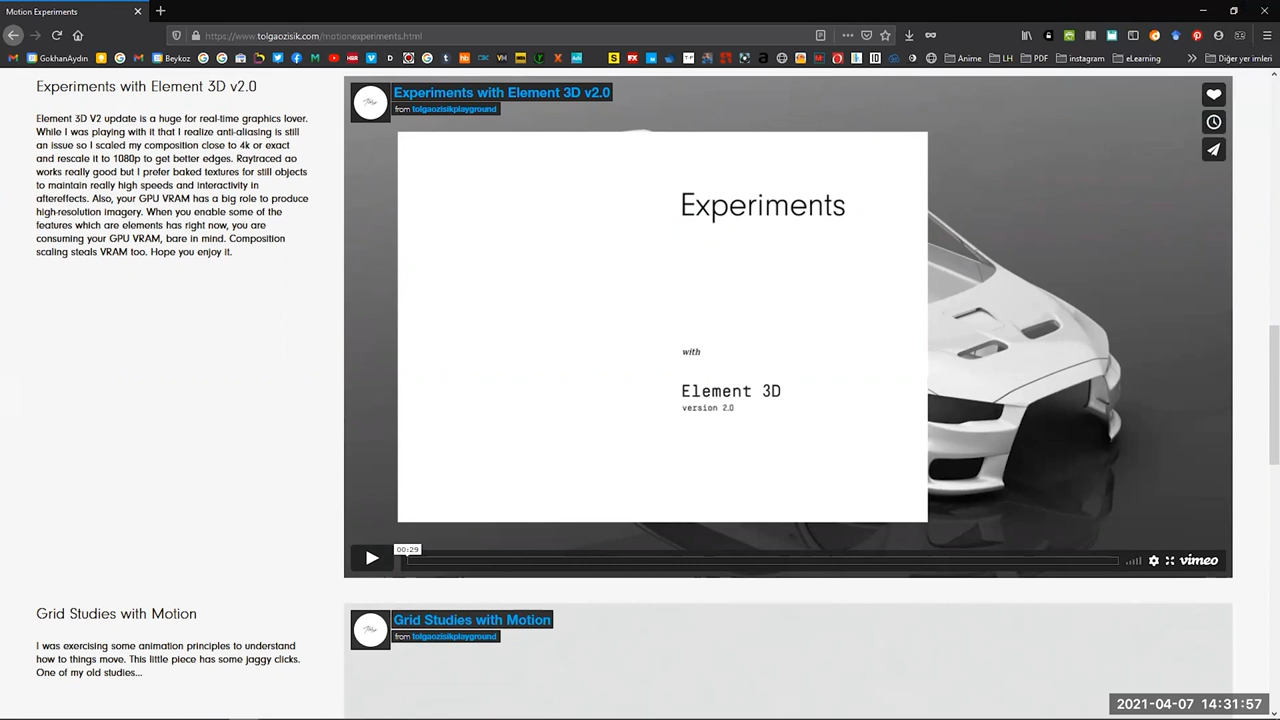 Motion Experiments
https://www.tolgaozisik.com/motionexperiments.html
GokhanAydın
Beykoz
Anime
LH
PDF
instagram
eLearning
Diğer yer imleri
Experiments with Element 3D v2.0
Element 3D V2 update is a huge for real-time graphics lover.
While I was playing with it that I realize anti-aliasing is still
an issue so I scaled my composition close to 4k or exact
and rescale it to 1080p to get better edges. Raytraced ao
works really good but I prefer baked textures for still objects
to maintain really high speeds and interactivity in
aftereffects. Also, your GPU VRAM has a big role to produce
high-resolution imagery. When you enable some of the
features which are elements has right now, you are
consuming your GPU VRAM, bare in mind. Composition
scaling steals VRAM too. Hope you enjoy it.
Experiments with Element 3D v2.0
from tolgaozisikplayground
Experiments
with
Element 3D
version 2.0
00:29
vimeo
Grid Studies with Motion
I was exercising some animation principles to understand
how to things move. This little piece has some jaggy clicks.
One of my old studies...
Grid Studies with Motion
from tolgaozisikplayground
2021-04-07 14:31:57